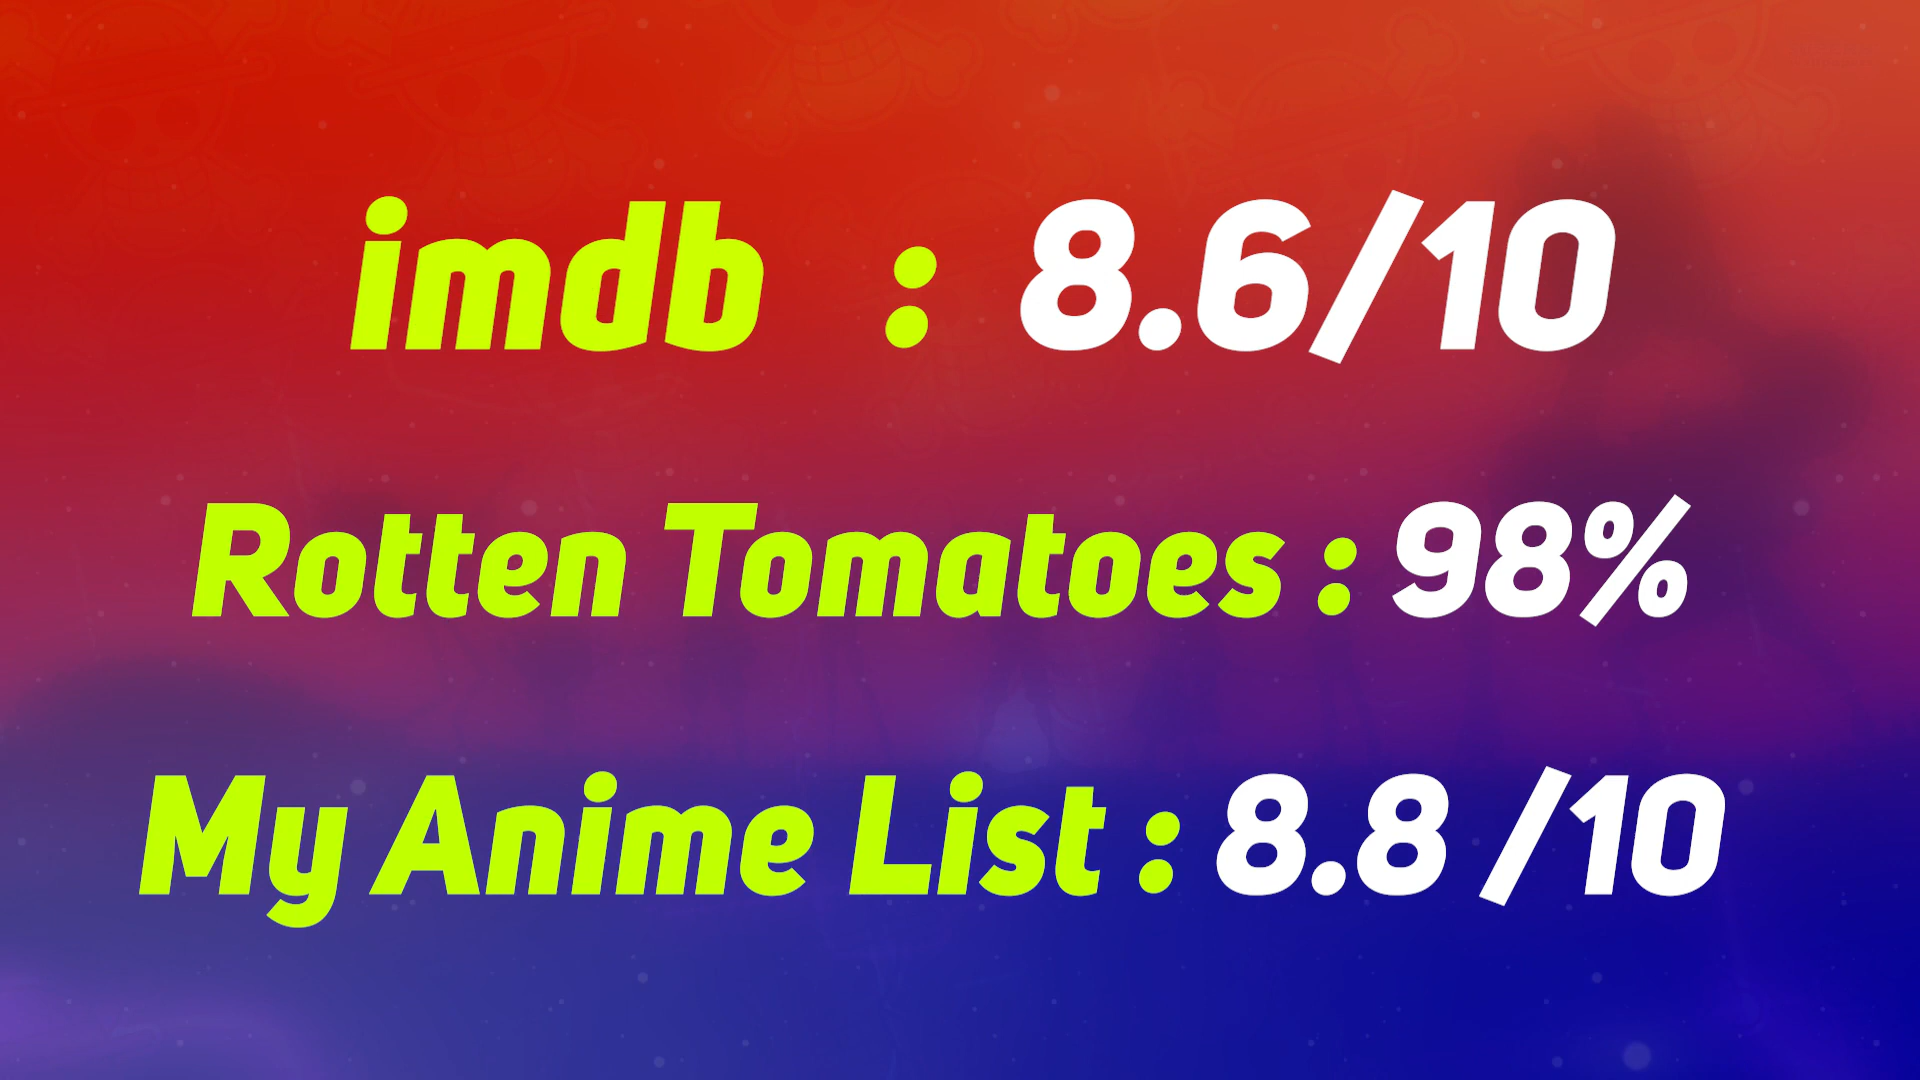 imdb : 8.6/10
Rotten Tomatoes : 98%
My Anime List : 8.8 /10